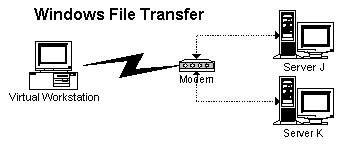 Windows File Transfer
Server J
Modem
Virtual Workstation
Server K